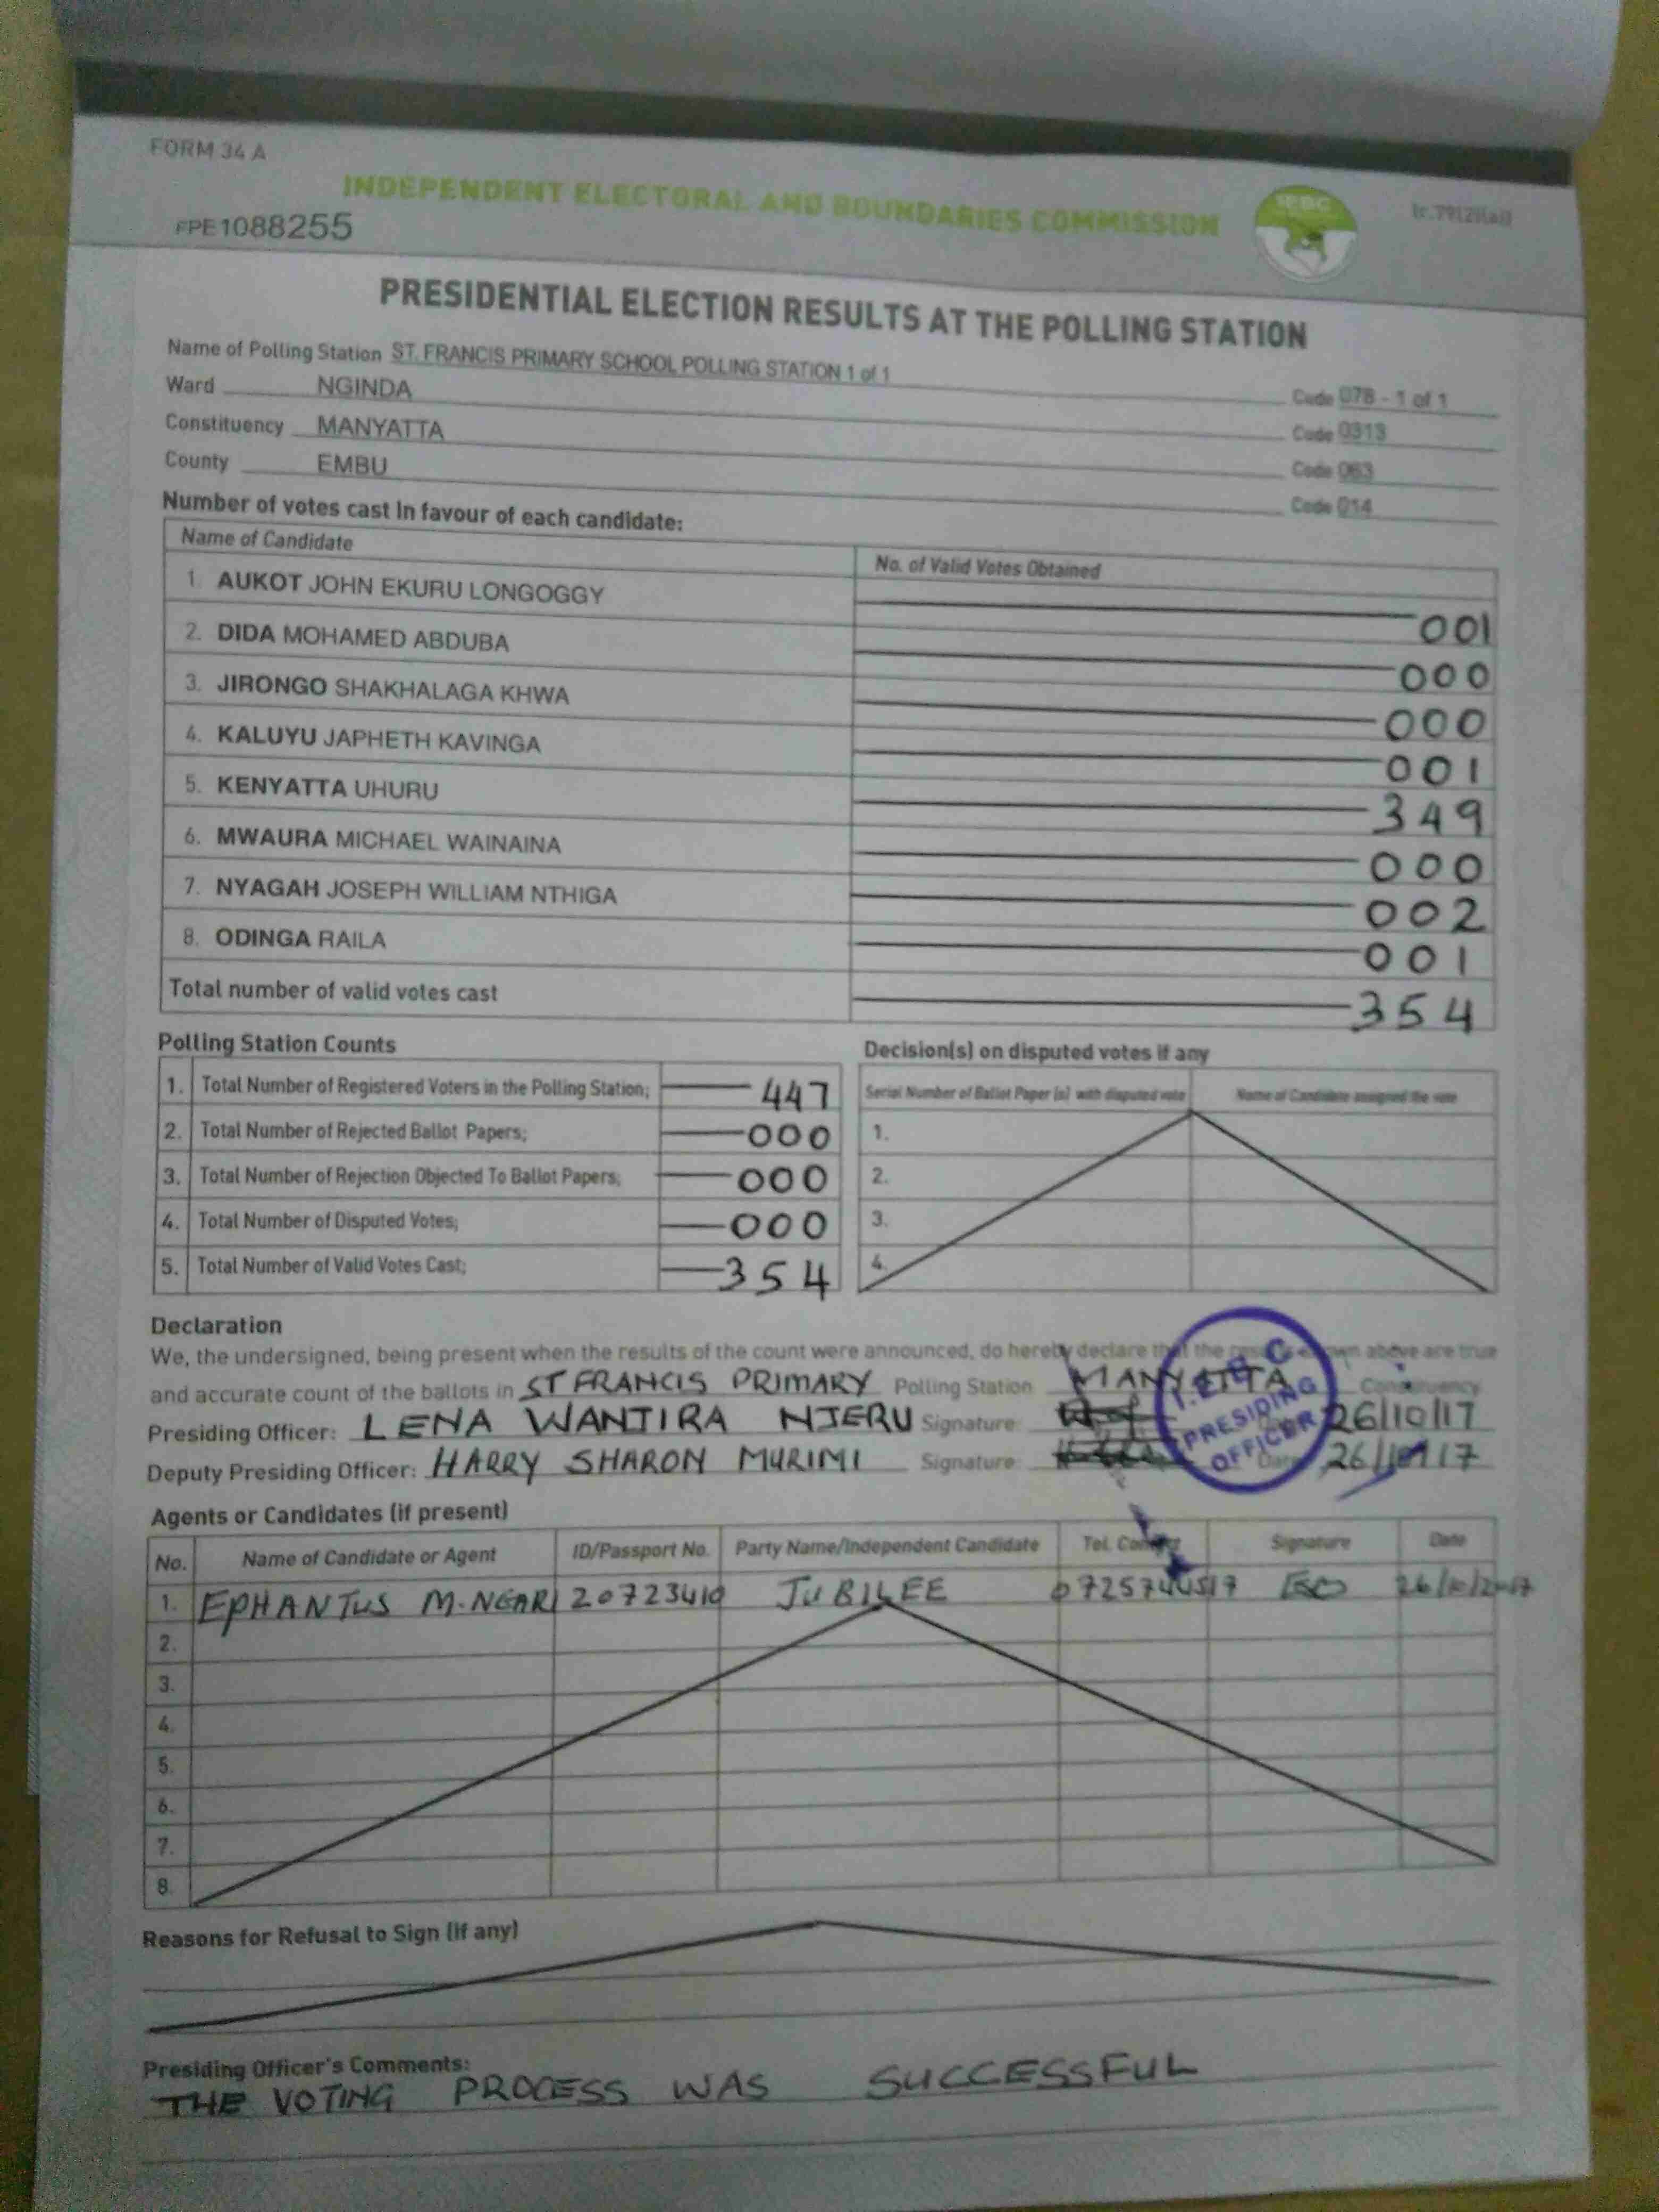 FORM 34 A
INDEPENDENT ELECTORAL AND BOUNDARIES COMMISSION
IEBC
FPE1088255
PRESIDENTIAL ELECTION RESULTS AT THE POLLING STATION
Name of Polling Station ST. FRANCIS PRIMARY SCHOOL POLLING STATION 1 of 1 Code 078 - 1 of 1
Ward NGINDA Code 0313
Constituency MANYATTA Code 063
County EMBU Code 014
Number of votes cast in favour of each candidate:
Name of Candidate No. of Valid Votes Obtained
1. AUKOT JOHN EKURU LONGOGGY 001
2. DIDA MOHAMED ABDUBA 000
3. JIRONGO SHAKHALAGA KHWA 000
4. KALUYU JAPHETH KAVINGA 001
5. KENYATTA UHURU 349
6. MWAURA MICHAEL WAINAINA 000
7. NYAGAH JOSEPH WILLIAM NTHIGA 002
8. ODINGA RAILA 001
Total number of valid votes cast 354
Polling Station Counts
1. Total Number of Registered Voters in the Polling Station; 447
2. Total Number of Rejected Ballot Papers; 000
3. Total Number of Rejection Objected To Ballot Papers; 000
4. Total Number of Disputed Votes; 000
5. Total Number of Valid Votes Cast; 354
Decision(s) on disputed votes if any
Serial Number of Ballot Paper (s) with disputed vote Name of Candidate assigned the vote
1.
2.
3.
4.
Declaration
We, the undersigned, being present when the results of the count were announced, do hereby declare that the results shown above are true
and accurate count of the ballots in ST FRANCIS PRIMARY Polling Station MANYATTA Constituency
Presiding Officer: LENA WANJIRA NJERU Signature: 26/10/17
Deputy Presiding Officer: HARRY SHARON MURIMI Signature: Date 26/10/17
I.E.B.C
PRESIDING
OFFICER
Agents or Candidates (if present)
No. Name of Candidate or Agent ID/Passport No. Party Name/Independent Candidate Tel. Contact Signature Date
1. EPHANTUS M. NGARI 20723410 JUBILEE 0725744517 26/10/2017
2.
3.
4.
5.
6.
7.
8.
Reasons for Refusal to Sign (if any)
Presiding Officer's Comments:
THE VOTING PROCESS WAS SUCCESSFUL